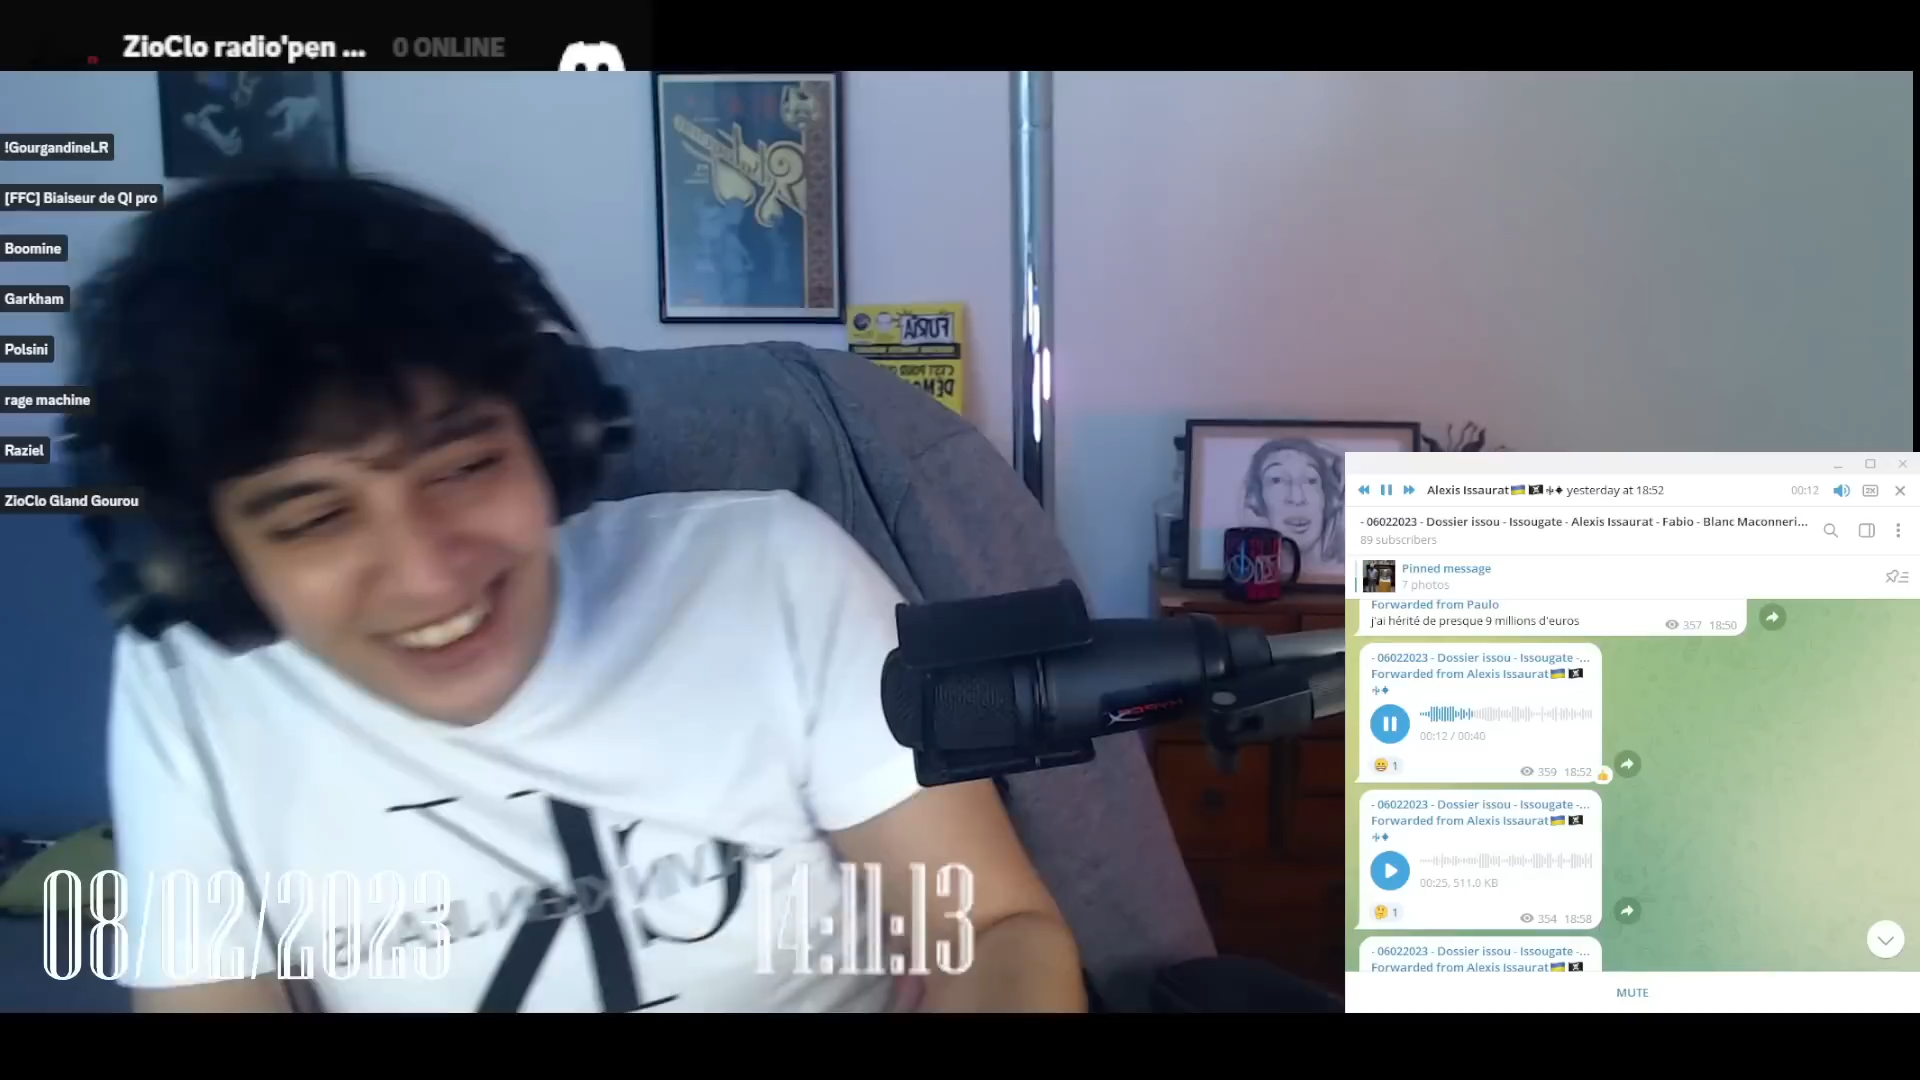 ZioClo radio'pen ...
0 ONLINE
!GourgandineLR
[FFC] Biaiseur de QI pro
Boomine
Garkham
Polsini
rage machine
Raziel
ZioClo Gland Gourou
FURIA
C'EST POUR
08/02/2023
14:11:13
Alexis Issaurat🇺🇦🏴‍☠️ yesterday at 18:52
00:12
2X
- 06022023 - Dossier issou - Issougate - Alexis Issaurat - Fabio - Blanc Maconneri...
89 subscribers
Pinned message
7 photos
Forwarded from Paulo
j'ai hérité de presque 9 millions d'euros
357 18:50
- 06022023 - Dossier issou - Issougate -...
Forwarded from Alexis Issaurat🇺🇦🏴‍☠️
00:12 / 00:40
😀 1
359 18:52
- 06022023 - Dossier issou - Issougate -...
Forwarded from Alexis Issaurat🇺🇦🏴‍☠️
00:25, 511.0 KB
🤔 1
354 18:58
- 06022023 - Dossier issou - Issougate -...
Forwarded from Alexis Issaurat🇺🇦🏴‍☠️
MUTE